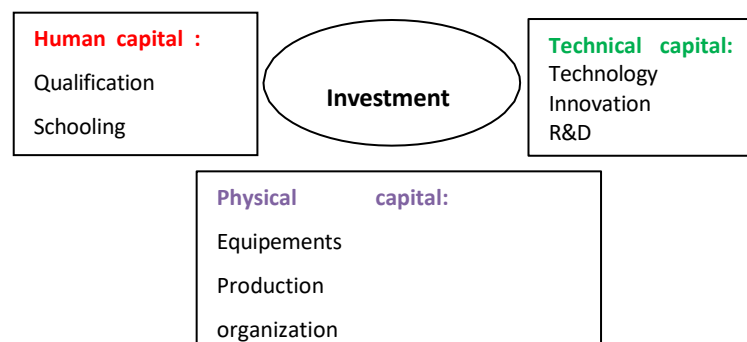 Human capital :
Qualification
Schooling
Investment
Technical capital:
Technology
Innovation
R&D
Physical capital:
Equipements
Production
organization